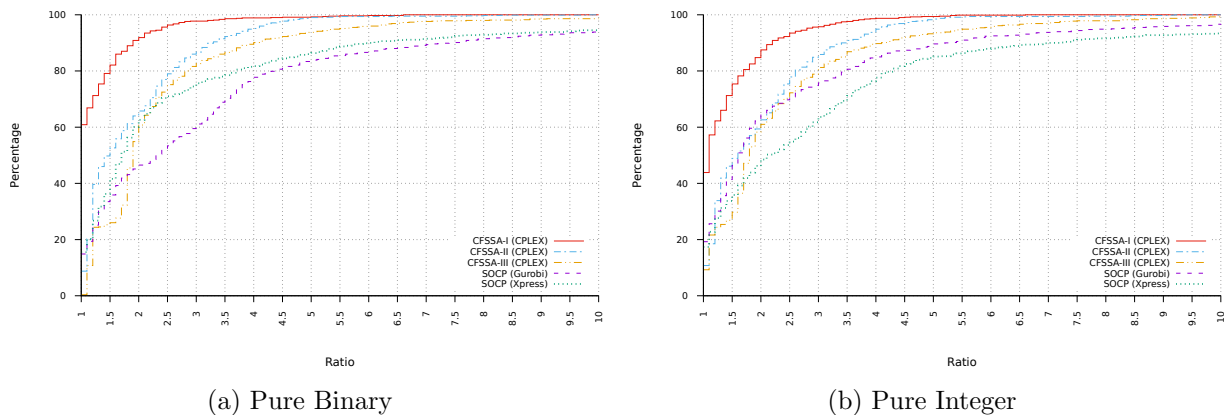 100
80
60
40
20
0
Percentage
CFSSA-I (CPLEX)
CFSSA-II (CPLEX)
CFSSA-III (CPLEX)
SOCP (Gurobi)
SOCP (Xpress)
1 1.5 2 2.5 3 3.5 4 4.5 5 5.5 6 6.5 7 7.5 8 8.5 9 9.5 10
Ratio
(a) Pure Binary
100
80
60
40
20
0
Percentage
CFSSA-I (CPLEX)
CFSSA-II (CPLEX)
CFSSA-III (CPLEX)
SOCP (Gurobi)
SOCP (Xpress)
1 1.5 2 2.5 3 3.5 4 4.5 5 5.5 6 6.5 7 7.5 8 8.5 9 9.5 10
Ratio
(b) Pure Integer